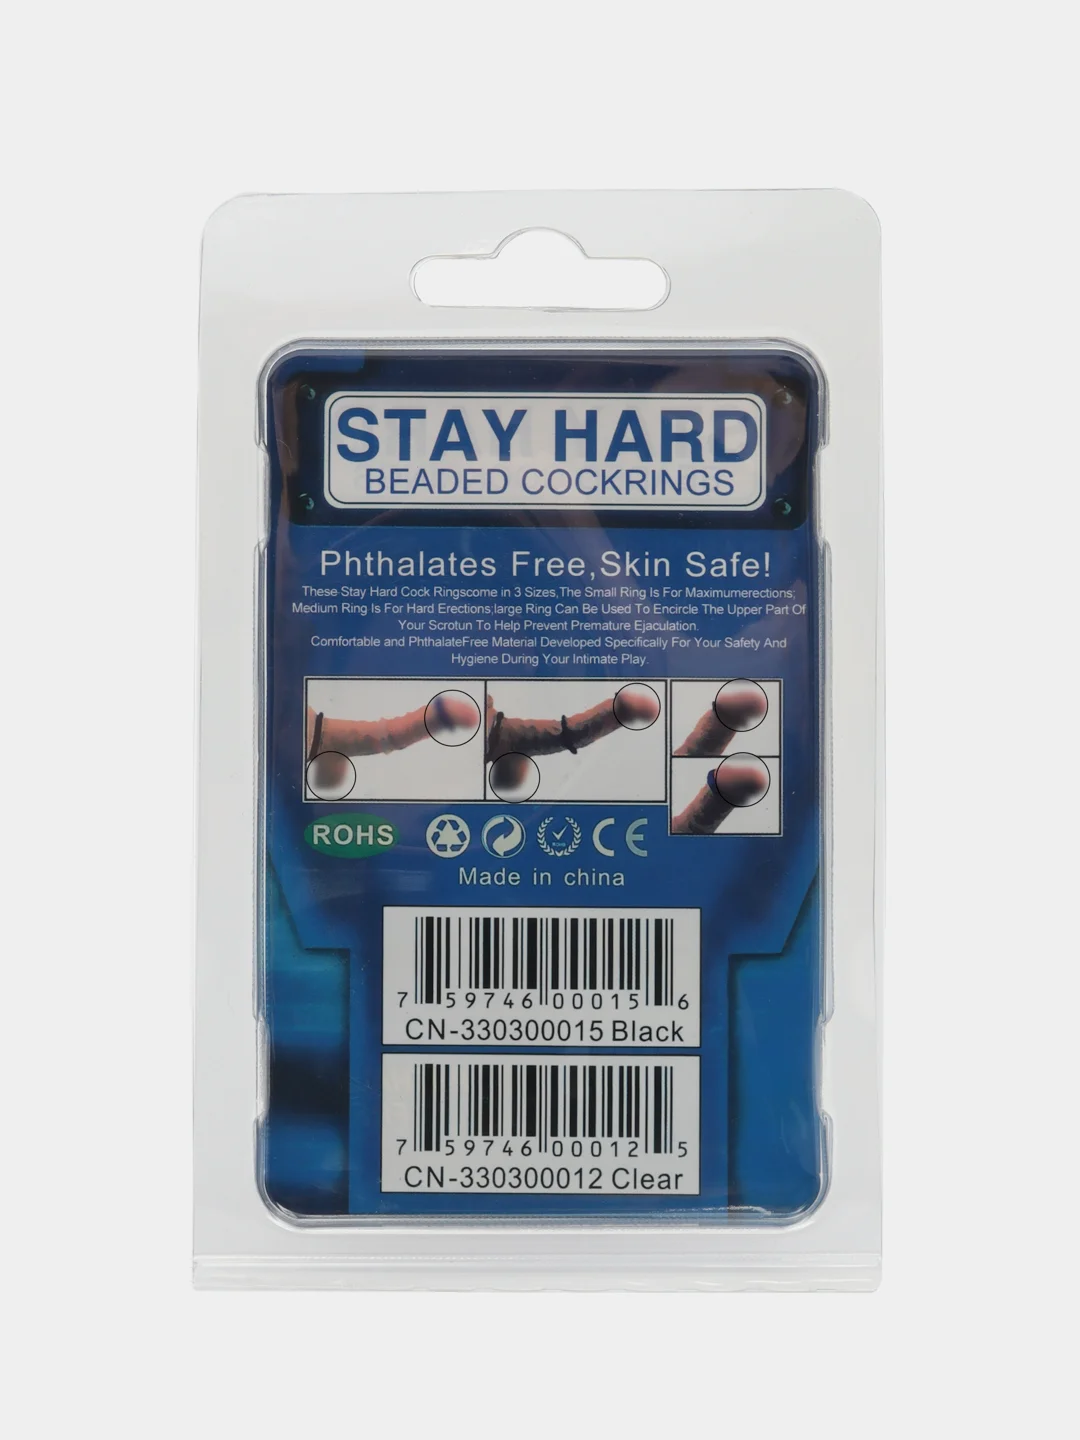 STAY HARD
BEADED COCKRINGS
Phthalates Free,Skin Safe!
These Stay Hard Cock Ringscome in 3 Sizes,The Small Ring Is For Maximumerections;
Medium Ring Is For Hard Erections;large Ring Can Be Used To Encircle The Upper Part Of
Your Scrotun To Help Prevent Premature Ejaculation.
Comfortable and PhthalateFree Material Developed Specifically For Your Safety And
Hygiene During Your Intimate Play.
ROHS
CE
Made in china
7 59746 00015 6
CN-330300015 Black
7 59746 00012 5
CN-330300012 Clear